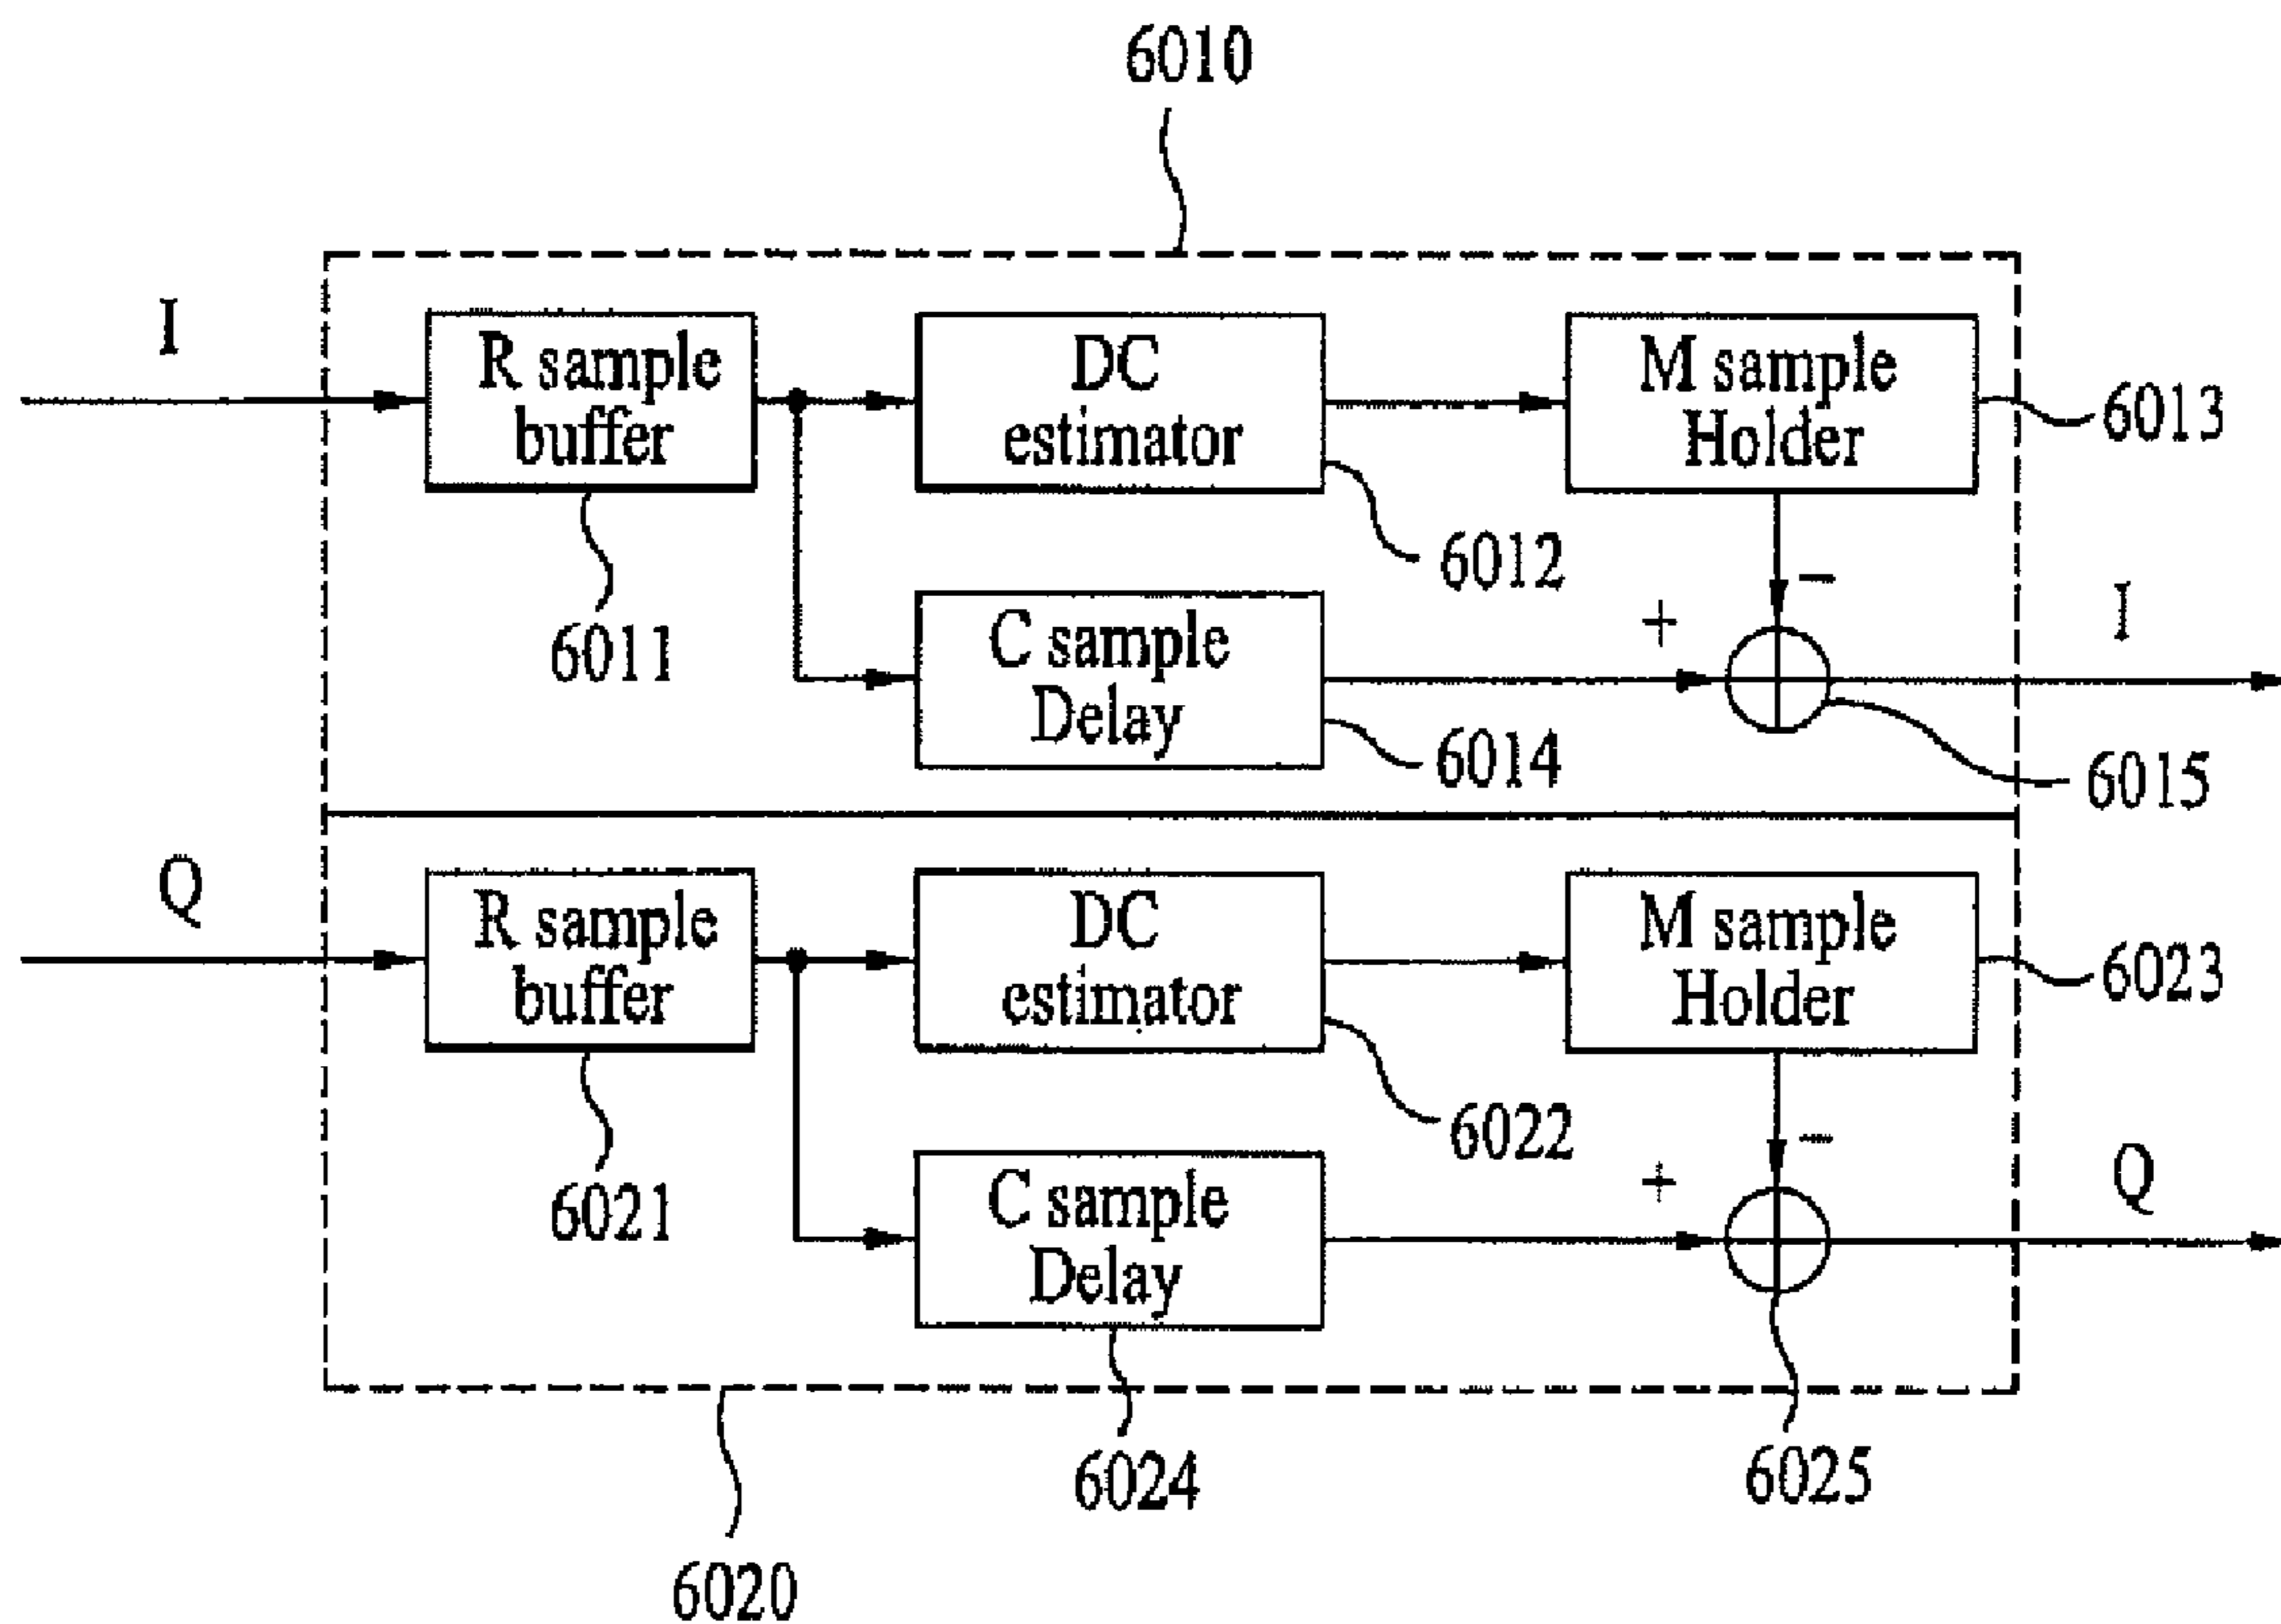 6010
I
R sample
buffer
DC
estimator
M sample
Holder
6013
6011
6012
C sample
Delay
−
+
I
6014
6015
Q
R sample
buffer
DC
estimator
M sample
Holder
6023
6021
6022
C sample
Delay
−
+
Q
6024
6025
6020